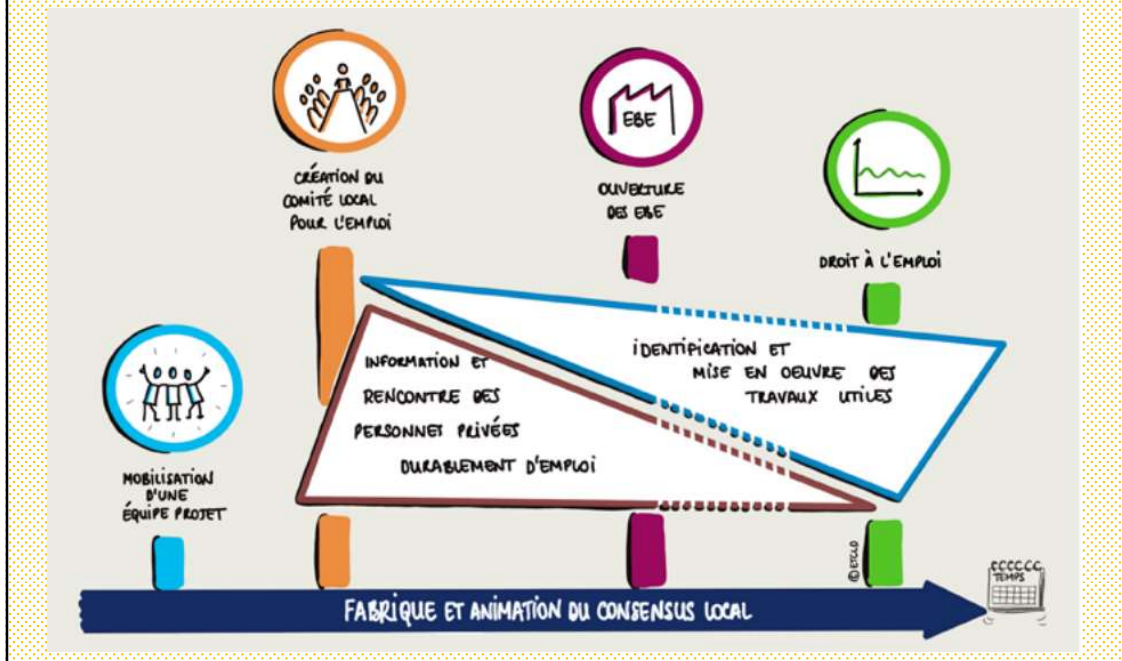 EBE
CRÉATION DU
COMITÉ LOCAL
POUR L'EMPLOI
OUVERTURE
DES EBE
DROIT À L'EMPLOI
MOBILISATION
D'UNE
ÉQUIPE PROJET
INFORMATION ET
RENCONTRE DES
PERSONNES PRIVÉES
DURABLEMENT D'EMPLOI
IDENTIFICATION ET
MISE EN OEUVRE DES
TRAVAUX UTILES
©ETCLD
TEMPS
FABRIQUE ET ANIMATION DU CONSENSUS LOCAL